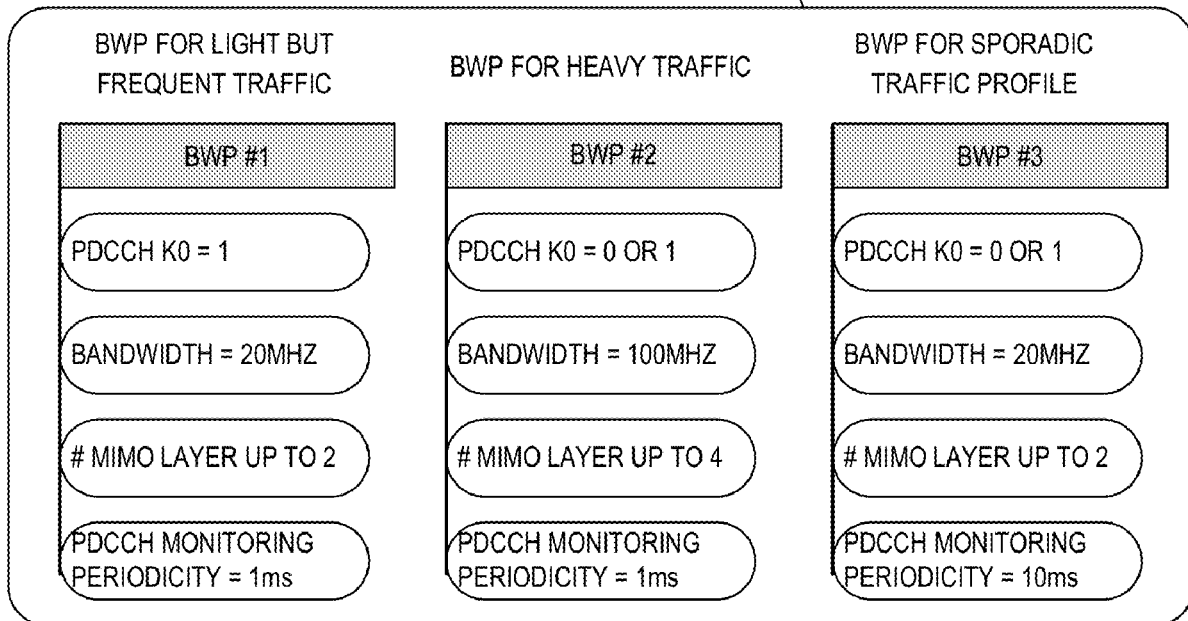 BWP FOR LIGHT BUT
FREQUENT TRAFFIC
BWP #1
PDCCH K0 = 1
BANDWIDTH = 20MHZ
# MIMO LAYER UP TO 2
PDCCH MONITORING
PERIODICITY = 1ms
BWP FOR HEAVY TRAFFIC
BWP #2
PDCCH K0 = 0 OR 1
BANDWIDTH = 100MHZ
# MIMO LAYER UP TO 4
PDCCH MONITORING
PERIODICITY = 1ms
BWP FOR SPORADIC
TRAFFIC PROFILE
BWP #3
PDCCH K0 = 0 OR 1
BANDWIDTH = 20MHZ
# MIMO LAYER UP TO 2
PDCCH MONITORING
PERIODICITY = 10ms